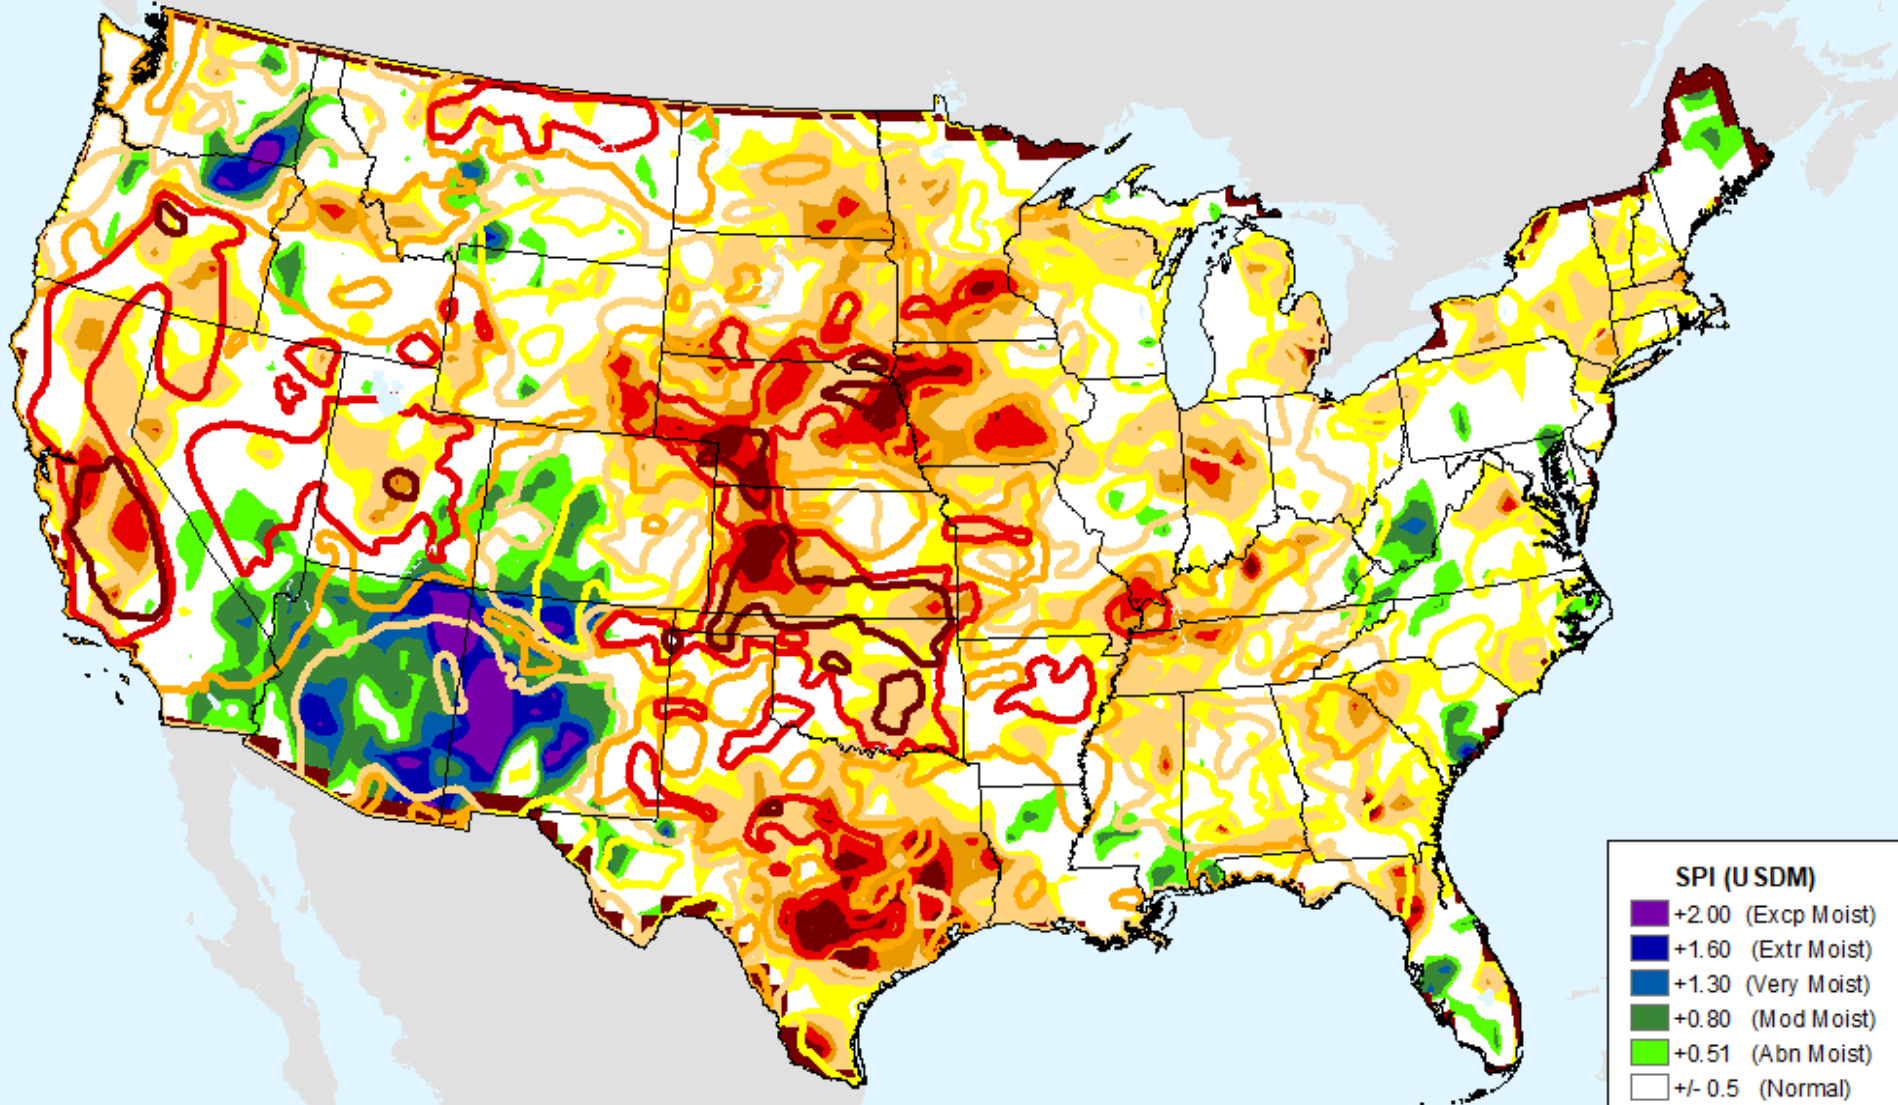 SPI (USDM)
+2.00 (Excp Moist)
+1.60 (Extr Moist)
+1.30 (Very Moist)
+0.80 (Mod Moist)
+0.51 (Abn Moist)
+/- 0.5 (Normal)